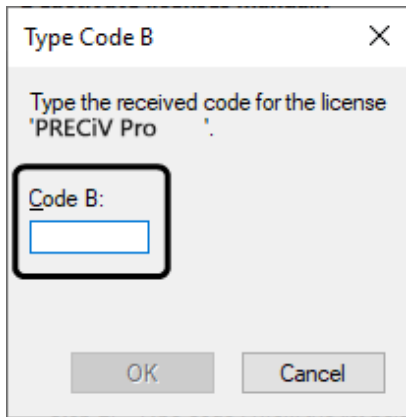 Type Code B
Type the received code for the license
'PRECiV Pro '.
Code B:
OK
Cancel